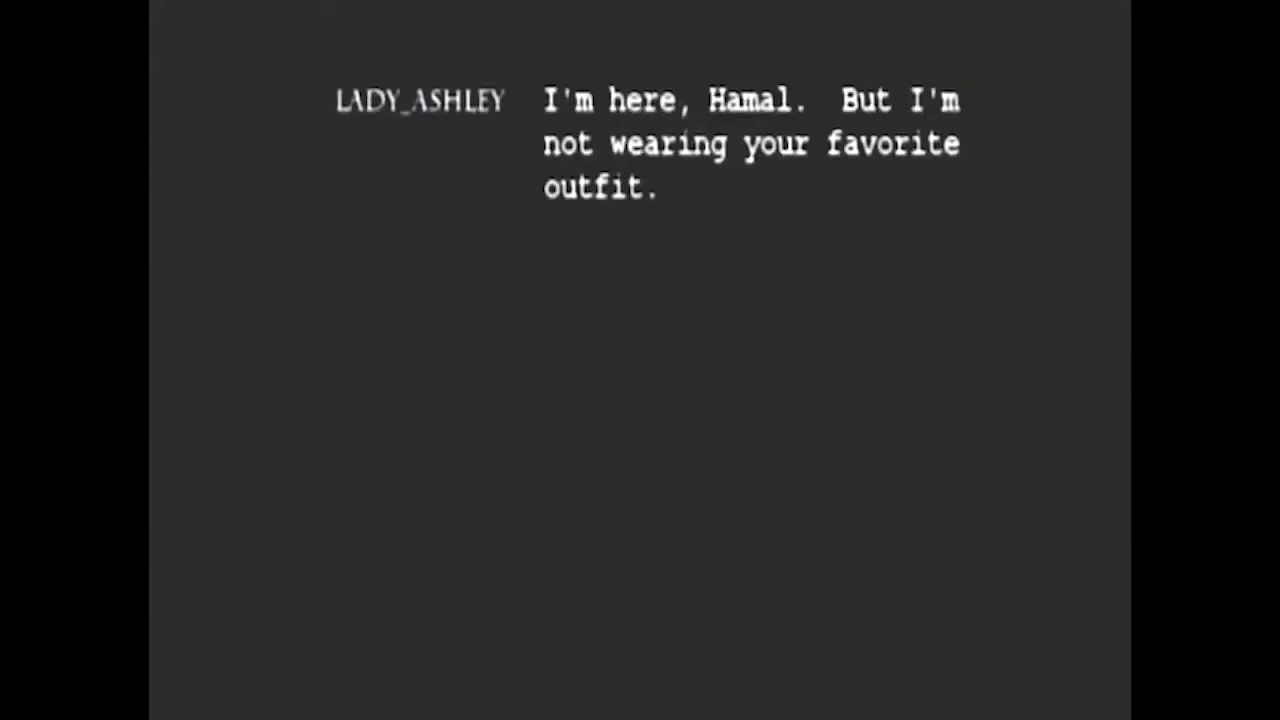 LADY_ASHLEY I'm here, Hamal.  But I'm
not wearing your favorite
outfit.